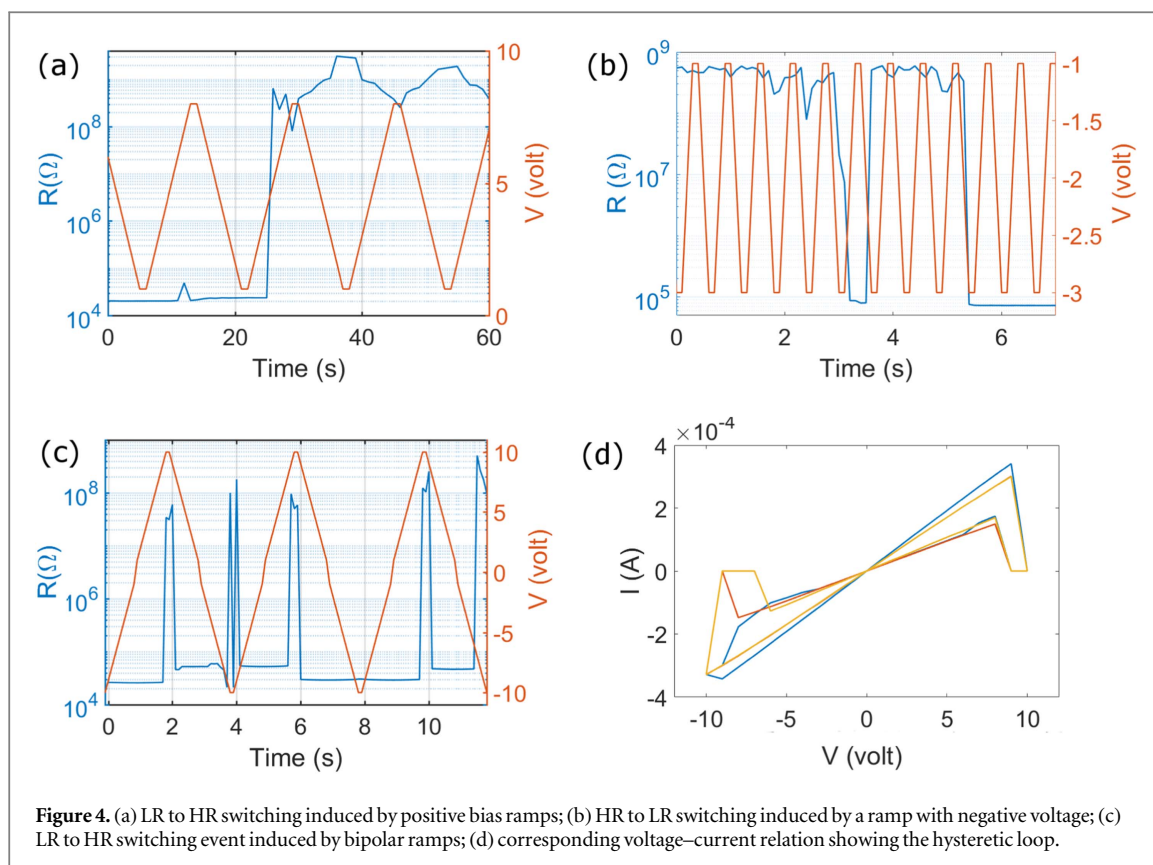 (a)
R(Ω)
10⁸
10⁶
10⁴
10
5
0
V (volt)
0 20 40 60
Time (s)
(b)
R (Ω)
10⁹
10⁷
10⁵
-1
-1.5
-2
-2.5
-3
V (volt)
0 2 4 6
Time (s)
(c)
R(Ω)
10⁸
10⁶
10⁴
10
5
0
-5
-10
V (volt)
0 2 4 6 8 10
Time (s)
(d)
× 10⁻⁴
I (A)
4
2
0
-2
-4
-10 -5 0 5 10
V (volt)
Figure 4. (a) LR to HR switching induced by positive bias ramps; (b) HR to LR switching induced by a ramp with negative voltage; (c)
LR to HR switching event induced by bipolar ramps; (d) corresponding voltage–current relation showing the hysteretic loop.